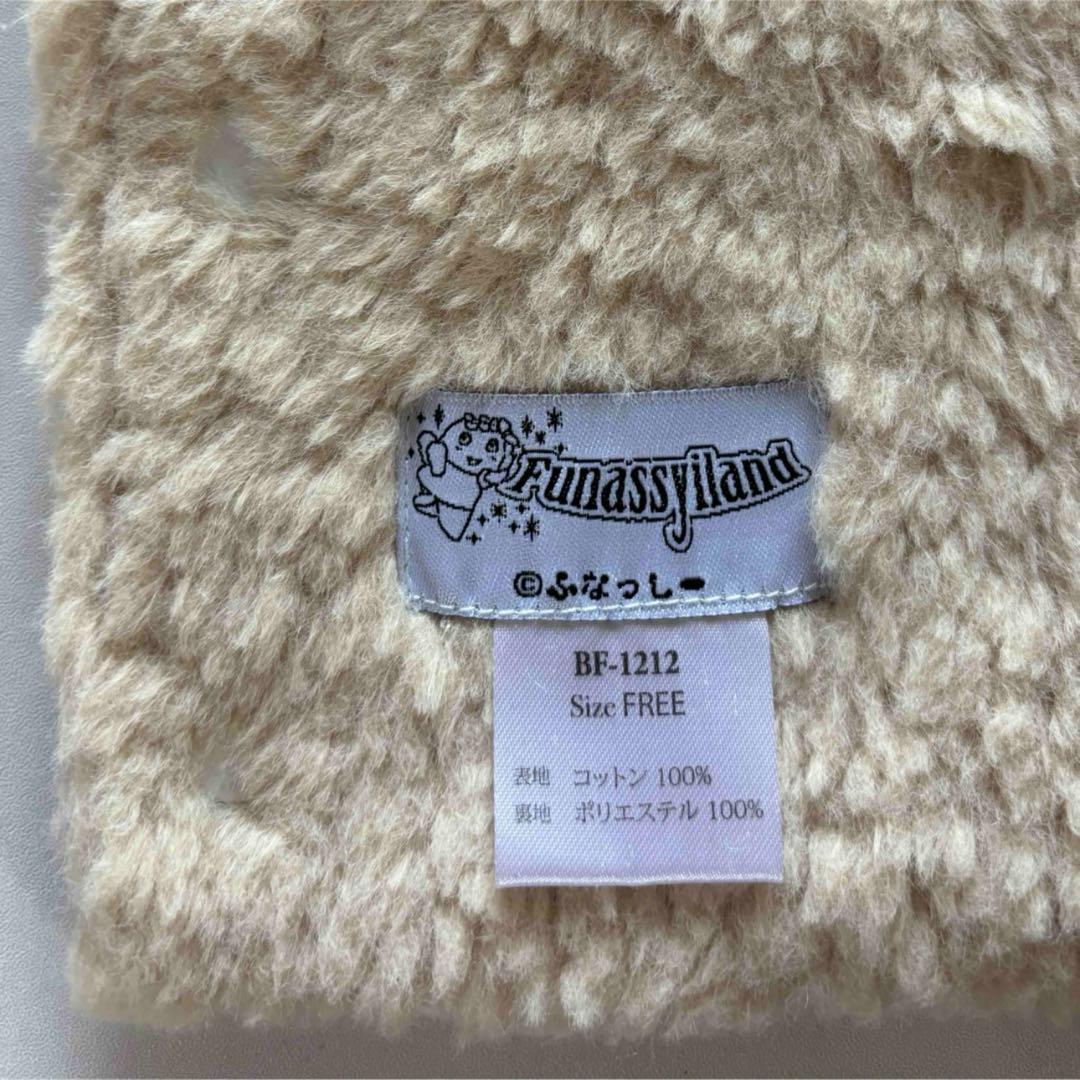 Funassyiland
©ふなっしー
BF-1212
Size FREE
表地 コットン 100%
裏地 ポリエステル 100%